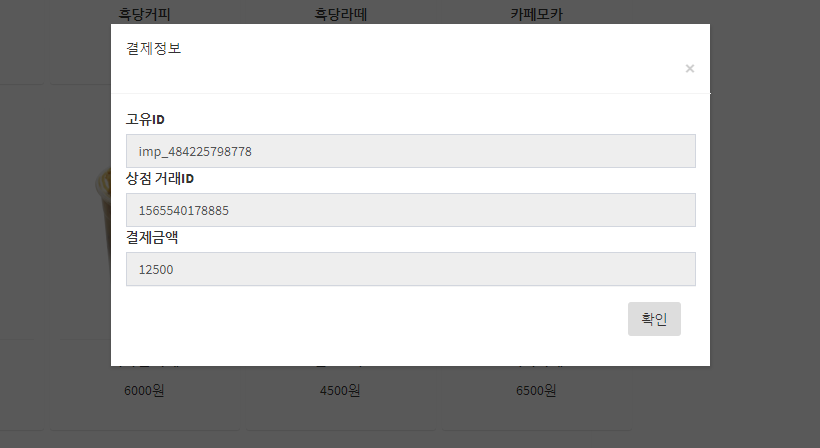 흑당커피 흑당라떼 카페모카
결제정보
×
고유ID
imp_484225798778
상점 거래ID
1565540178885
결제금액
12500
확인
6000원 4500원 6500원